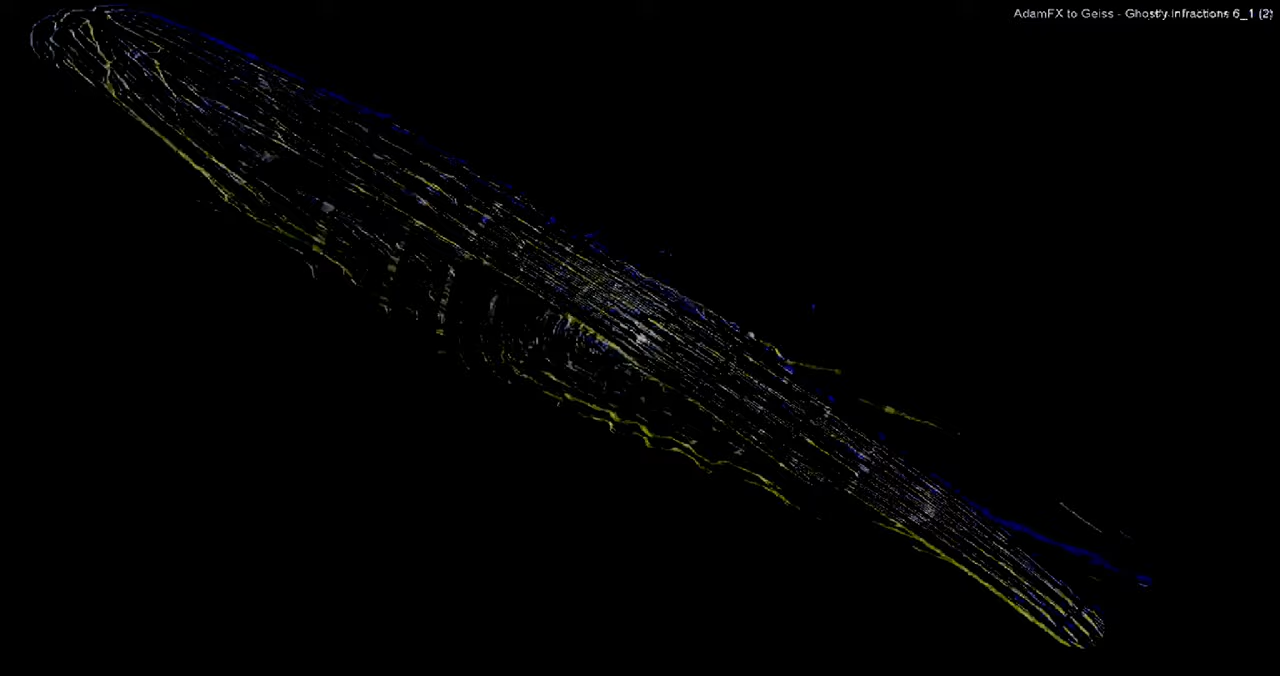 AdamFX to Geiss - Ghostly Infractions 6_1 (2)